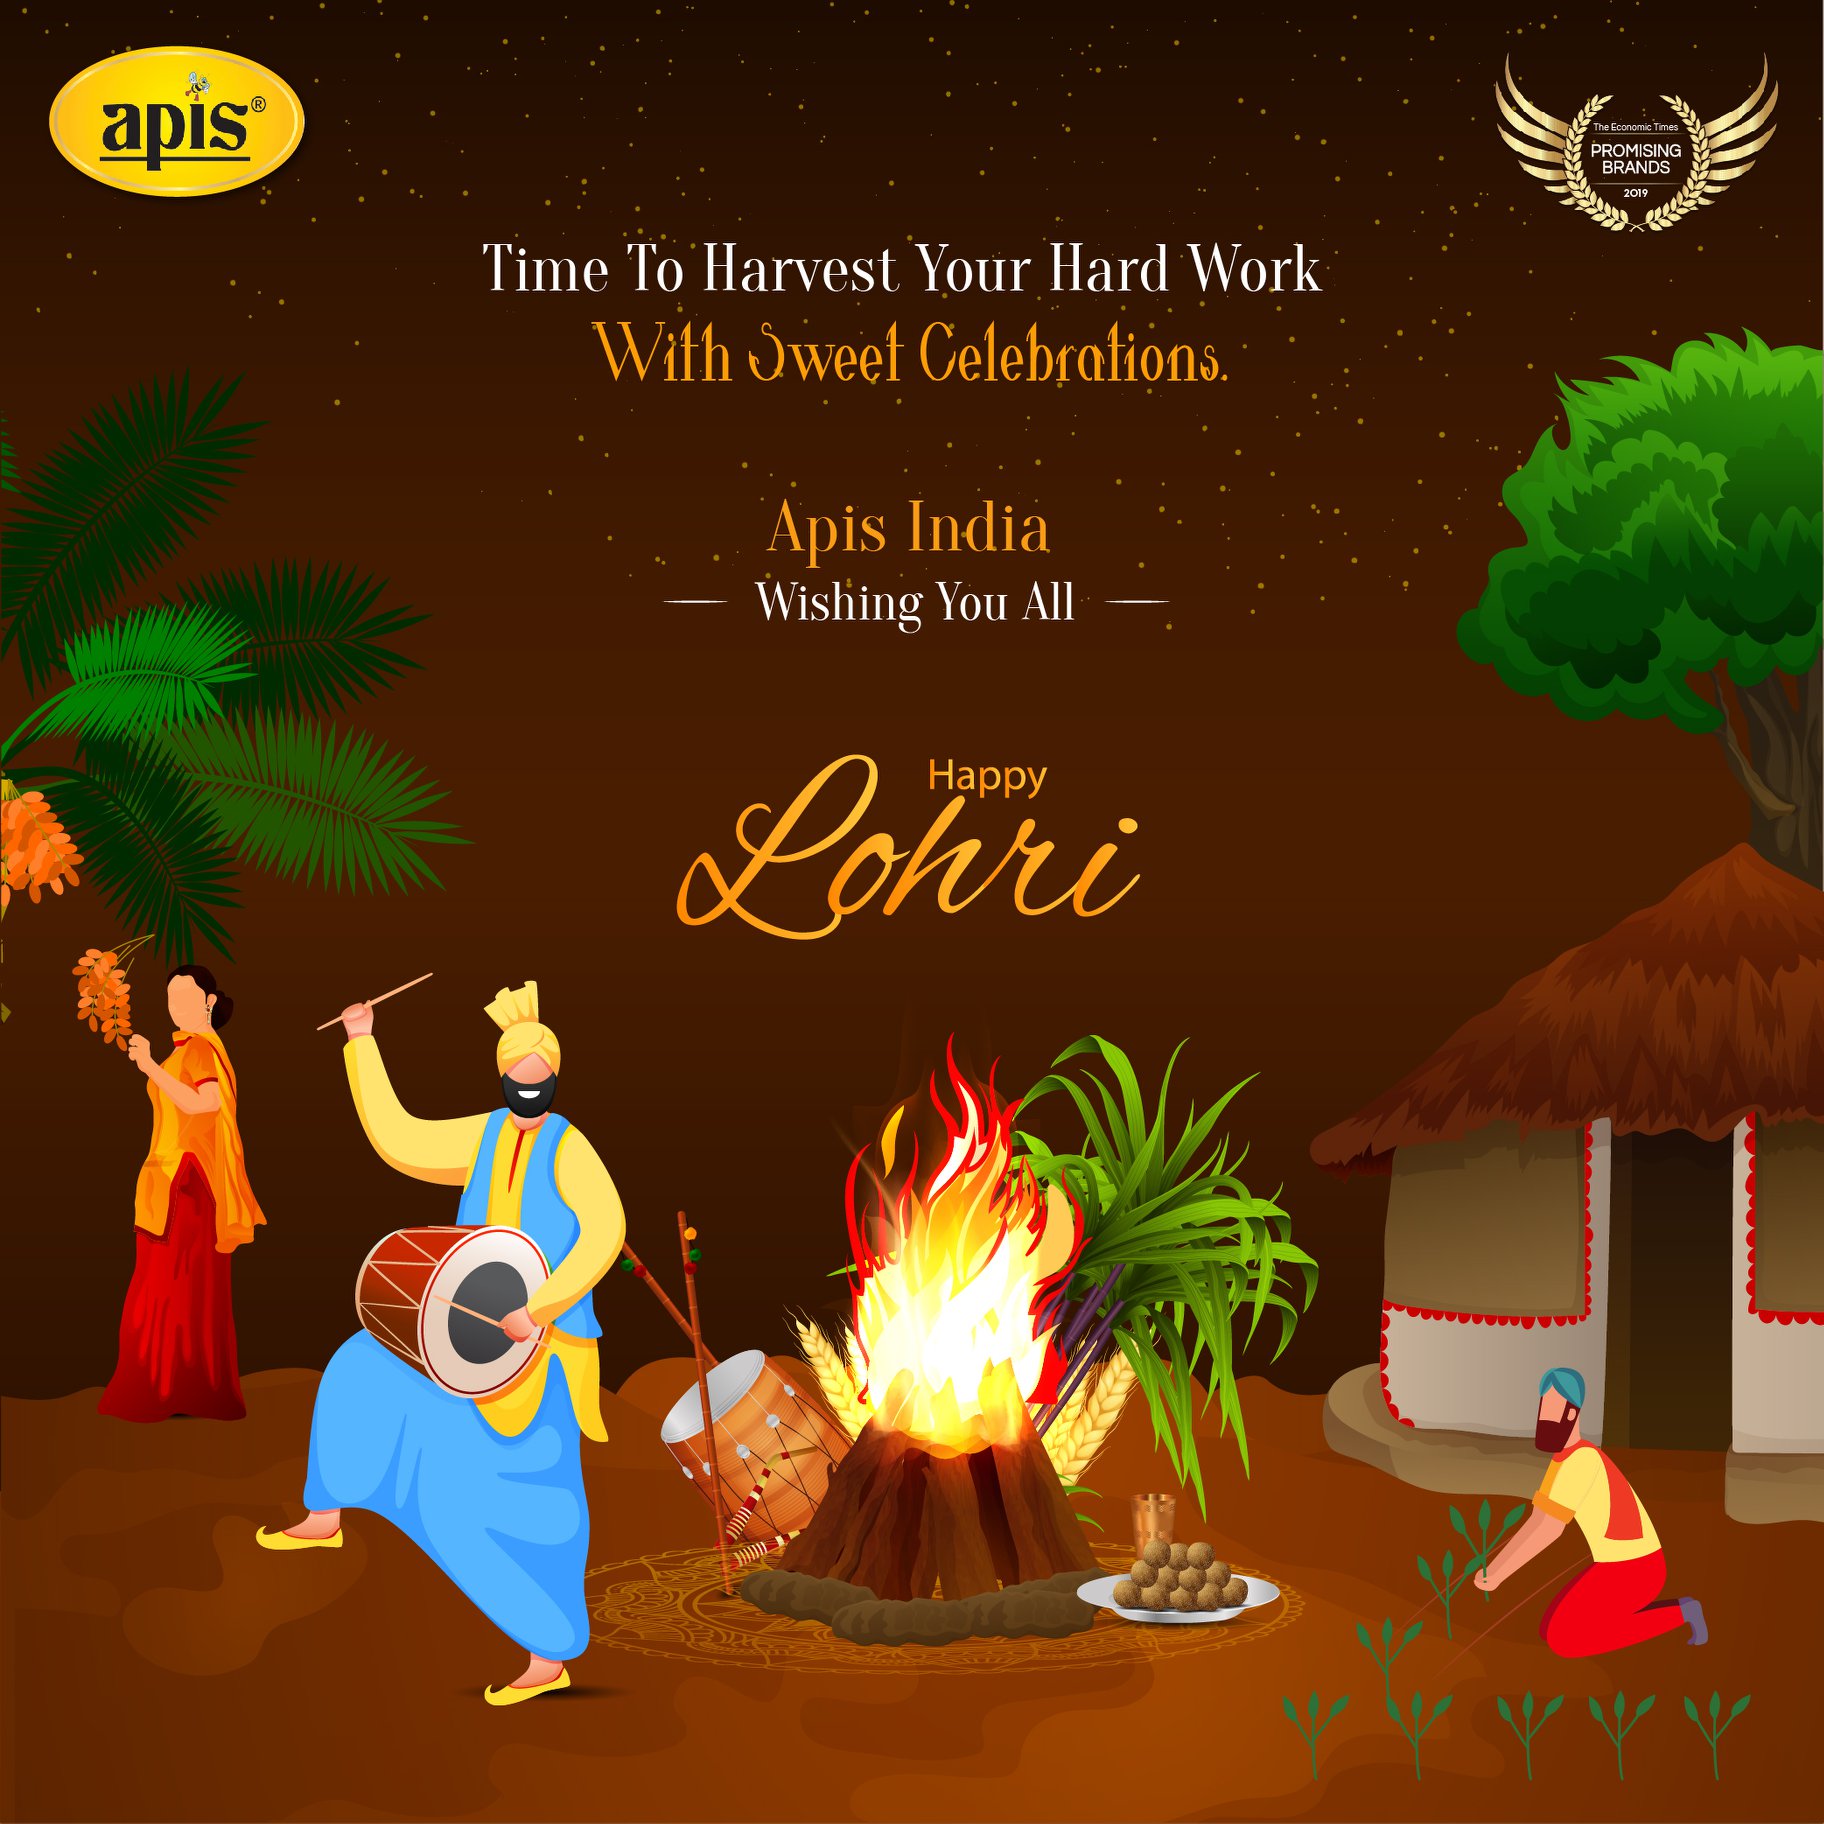 apis®
The Economic Times
PROMISING
BRANDS
2019
Time To Harvest Your Hard Work
With Sweet Celebrations.
Apis India
Wishing You All
Happy
Lohri